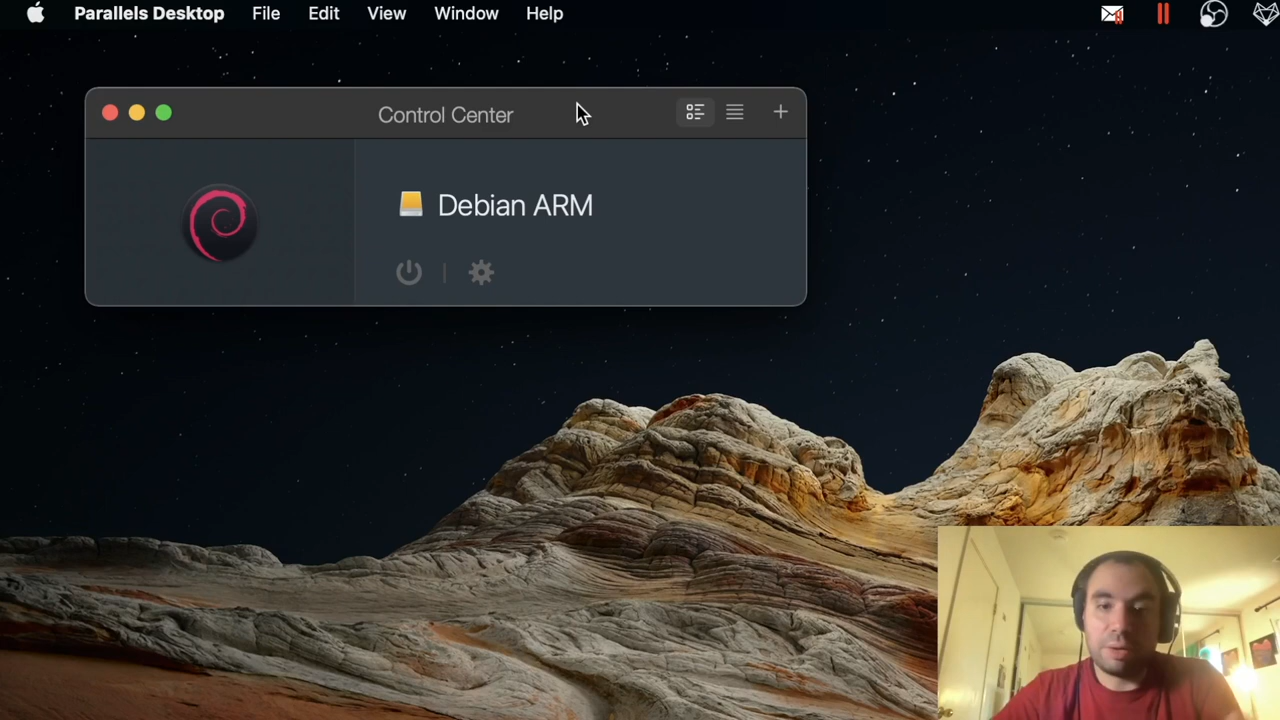 Parallels Desktop File Edit View Window Help
Control Center
Debian ARM